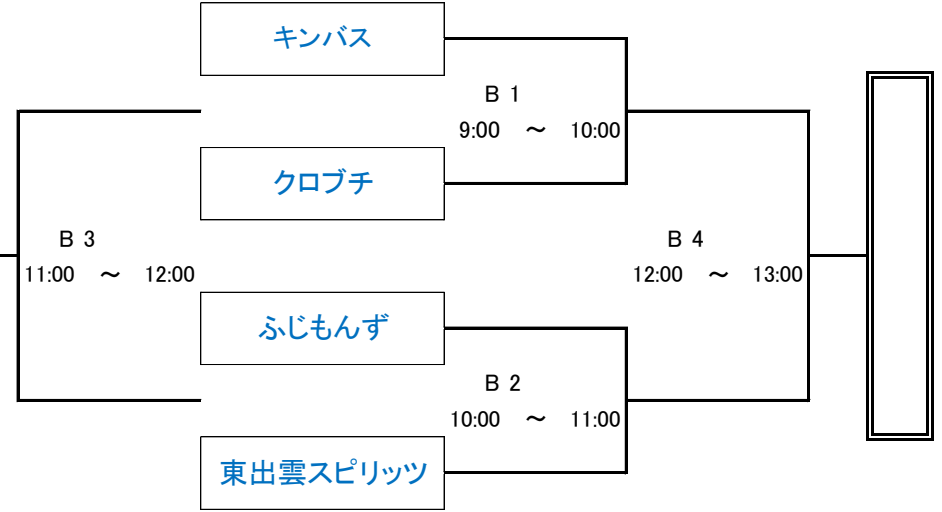 キンバス
B 1
9:00 ～ 10:00
クロブチ
B 3
11:00 ～ 12:00
B 4
12:00 ～ 13:00
ふじもんず
B 2
10:00 ～ 11:00
東出雲スピリッツ